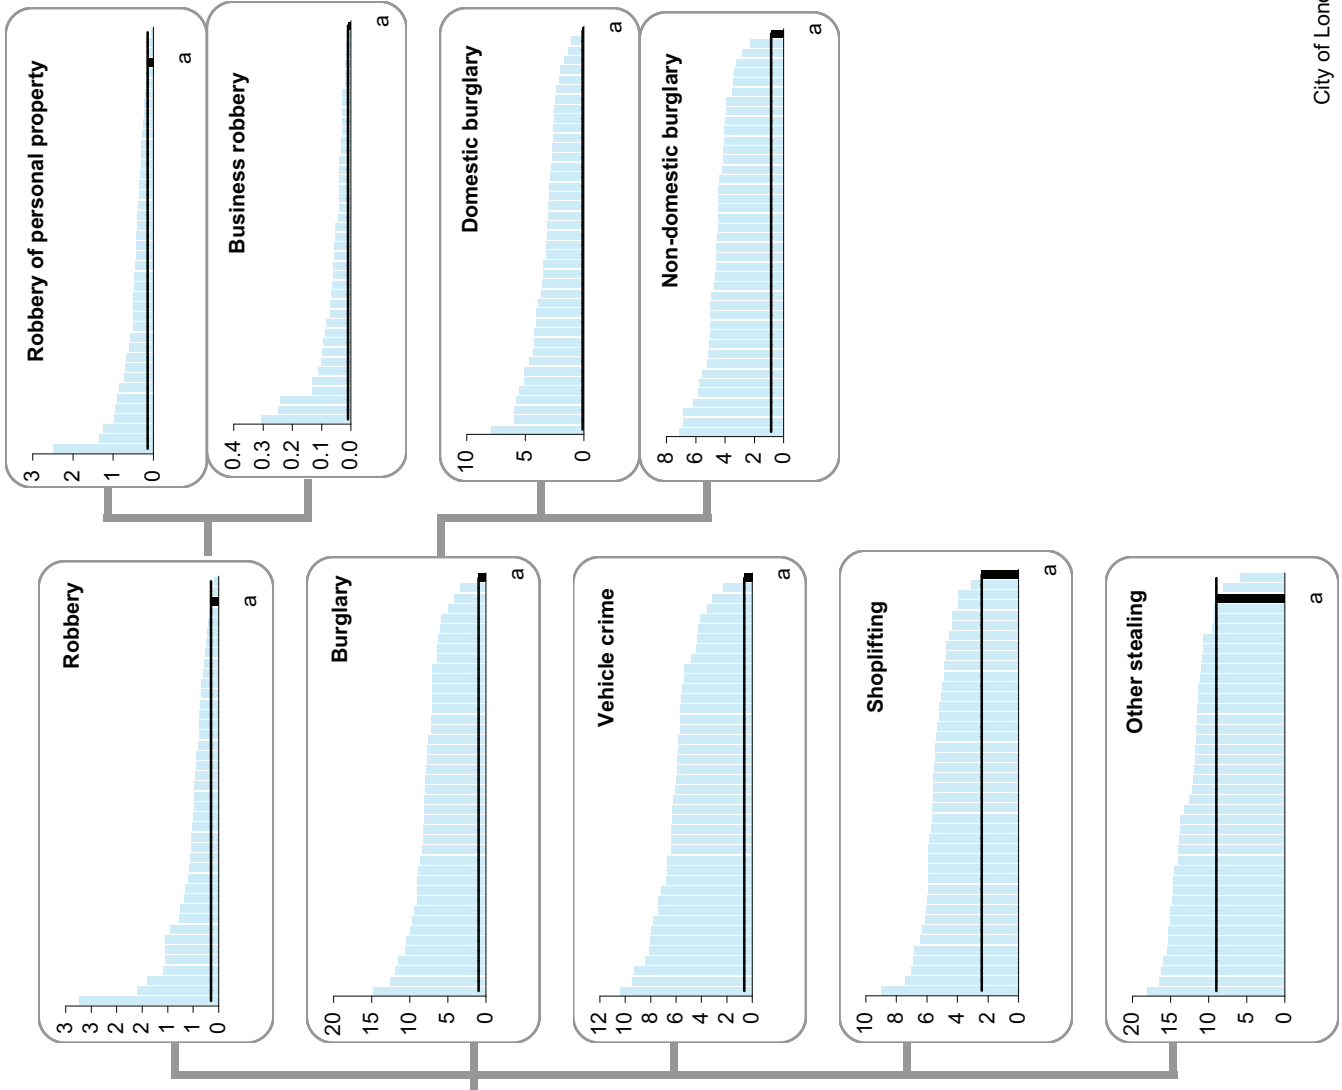 Robbery of personal property
3
2
1
0
a
Business robbery
0.4
0.3
0.2
0.1
0.0
a
Domestic burglary
10
5
0
a
Non-domestic burglary
8
6
4
2
0
a
Robbery
3
3
2
2
1
1
0
a
Burglary
20
15
10
5
0
a
Vehicle crime
12
10
8
6
4
2
0
a
Shoplifting
10
8
6
4
2
0
a
Other stealing
20
15
10
5
0
a
City of Lond